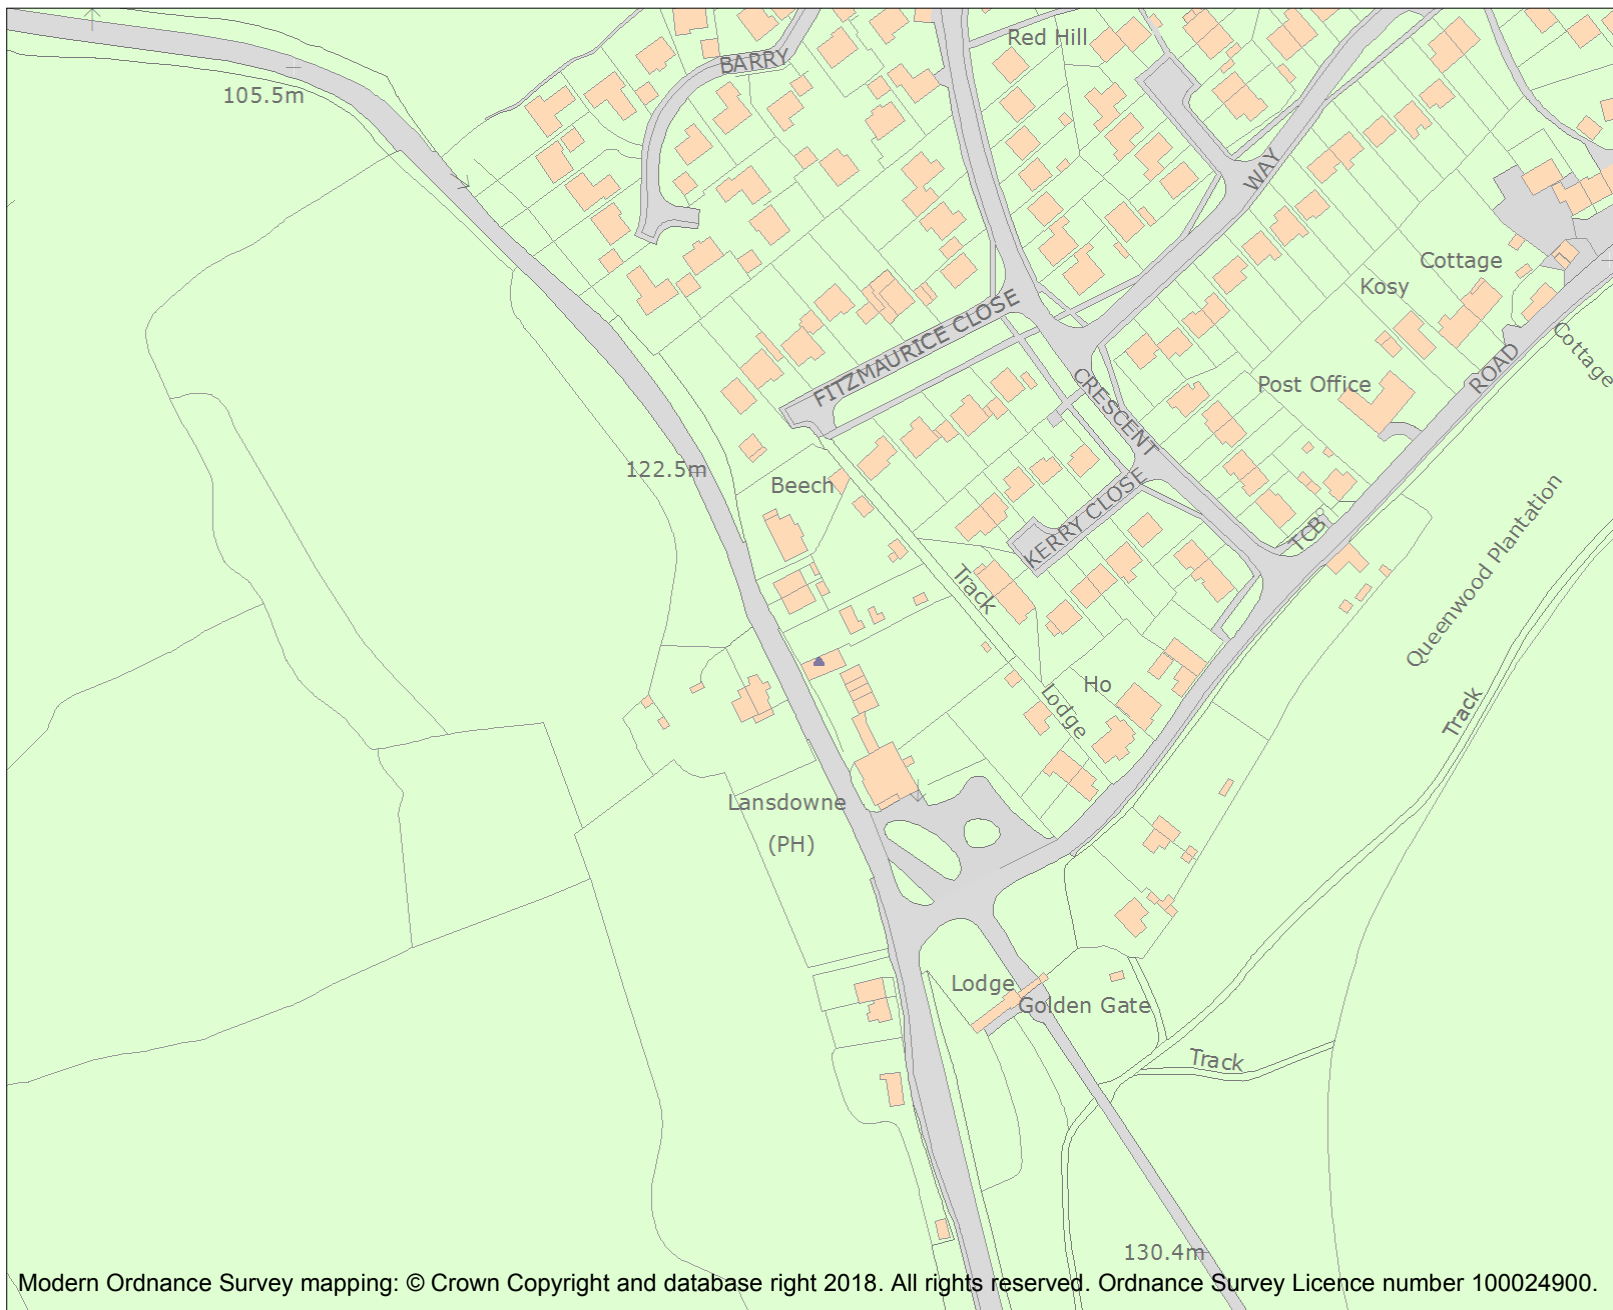 Red Hill
BARRY
105.5m
WAY
Cottage
Kosy
FITZMAURICE CLOSE
Cottage
ROAD
Post Office
CRESCENT
122.5m
Beech
KERRY CLOSE
TCB
Queenwood Plantation
Track
Ho
Lodge
Track
Lansdowne
(PH)
Lodge
Golden Gate
Track
130.4m
Modern Ordnance Survey mapping: © Crown Copyright and database right 2018. All rights reserved. Ordnance Survey Licence number 100024900.